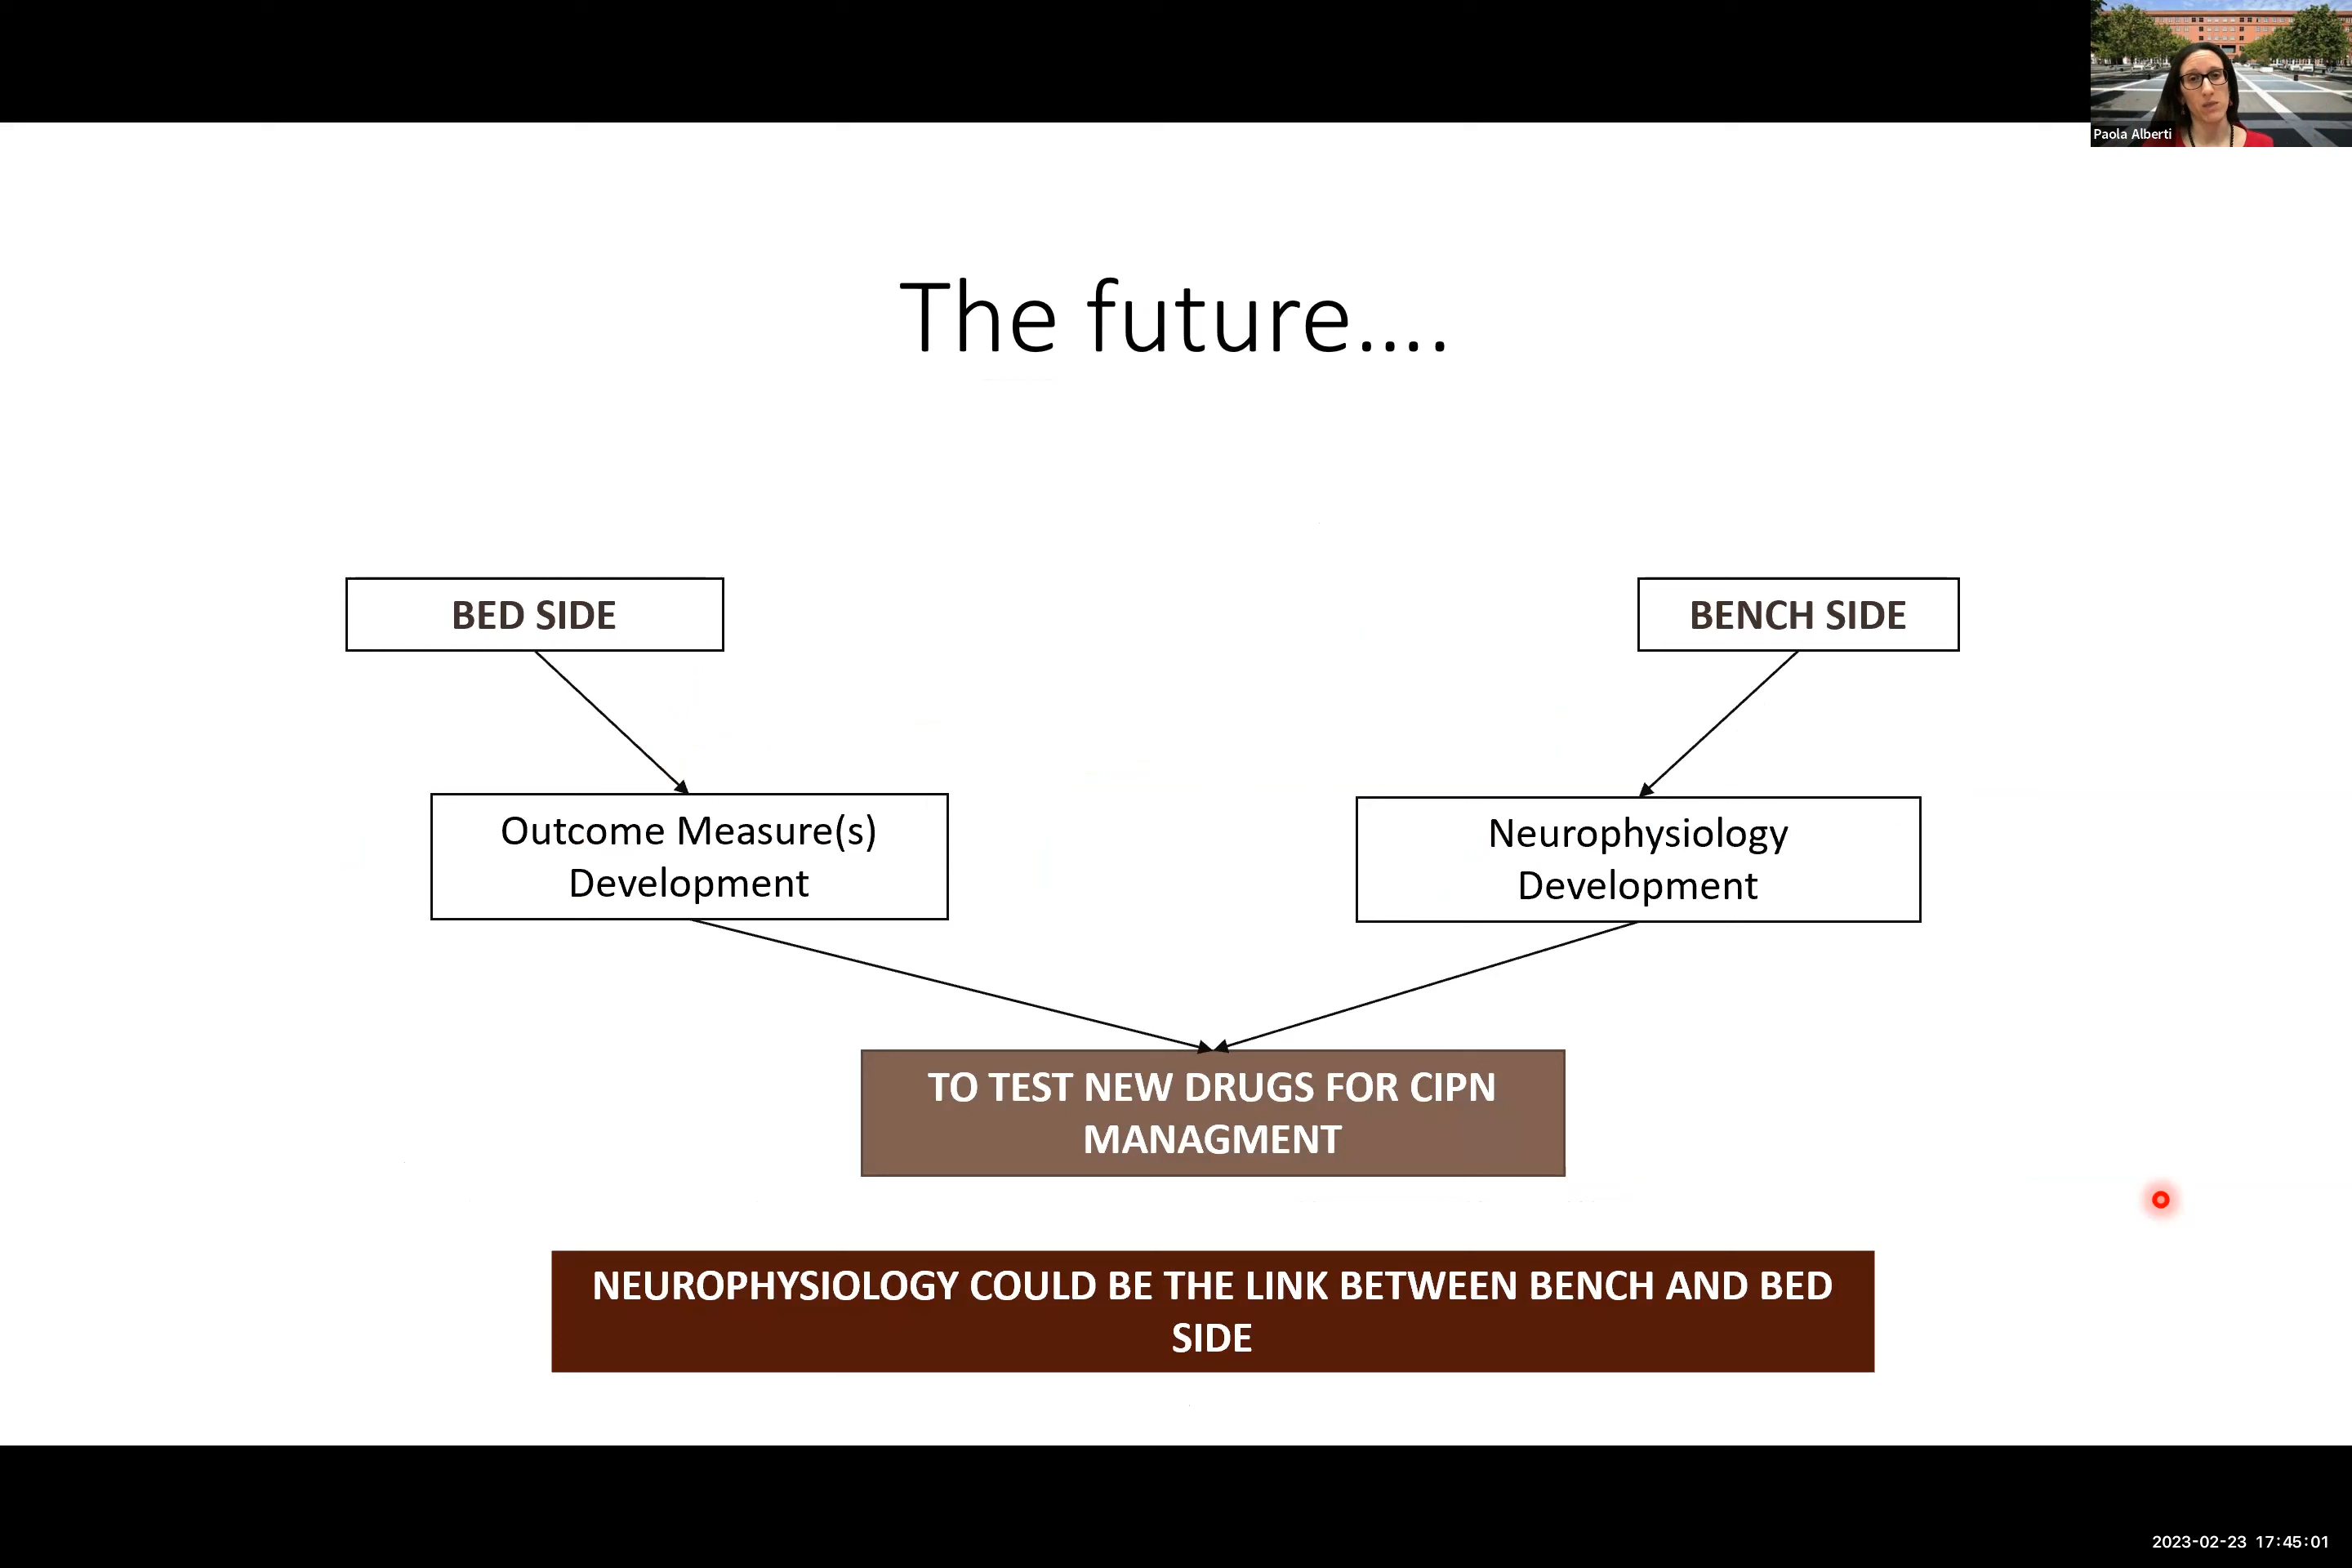 Paola Alberti
The future....
BED SIDE
BENCH SIDE
Outcome Measure(s)
Development
Neurophysiology
Development
TO TEST NEW DRUGS FOR CIPN
MANAGMENT
NEUROPHYSIOLOGY COULD BE THE LINK BETWEEN BENCH AND BED
SIDE
2023-02-23 17:45:01